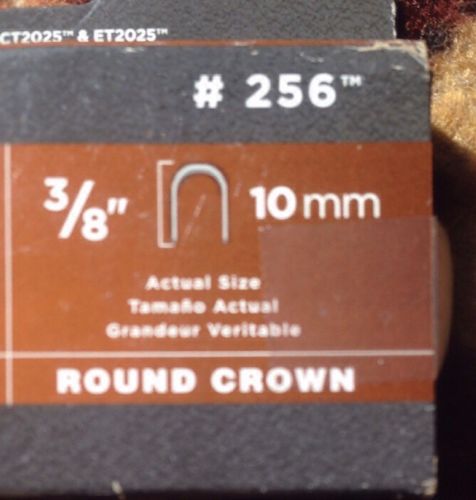 CT2025™ & ET2025™
# 256™
3/8" 10mm
Actual Size
Tamaño Actual
Grandeur Veritable
ROUND CROWN